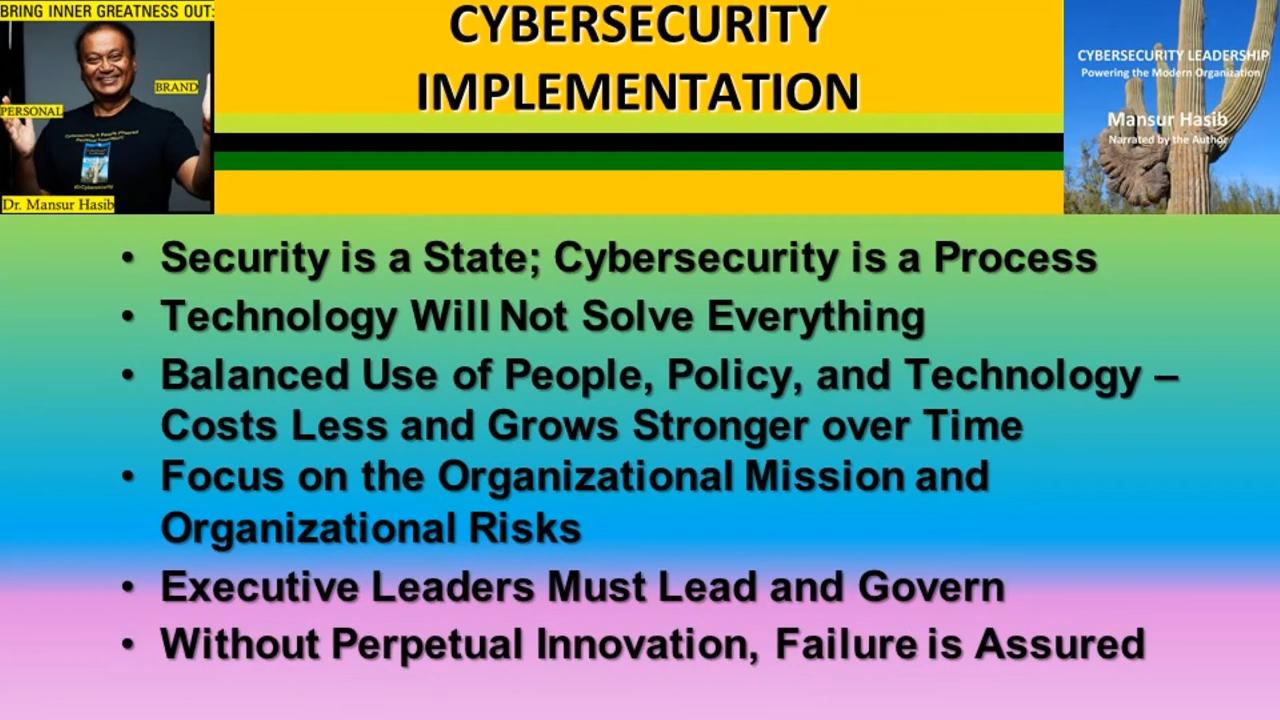 BRING INNER GREATNESS OUT:
PERSONAL
BRAND
Dr. Mansur Hasib
CYBERSECURITY
IMPLEMENTATION
CYBERSECURITY LEADERSHIP
Powering the Modern Organization
Mansur Hasib
Narrated by the Author
• Security is a State; Cybersecurity is a Process
• Technology Will Not Solve Everything
• Balanced Use of People, Policy, and Technology –
Costs Less and Grows Stronger over Time
• Focus on the Organizational Mission and
Organizational Risks
• Executive Leaders Must Lead and Govern
• Without Perpetual Innovation, Failure is Assured